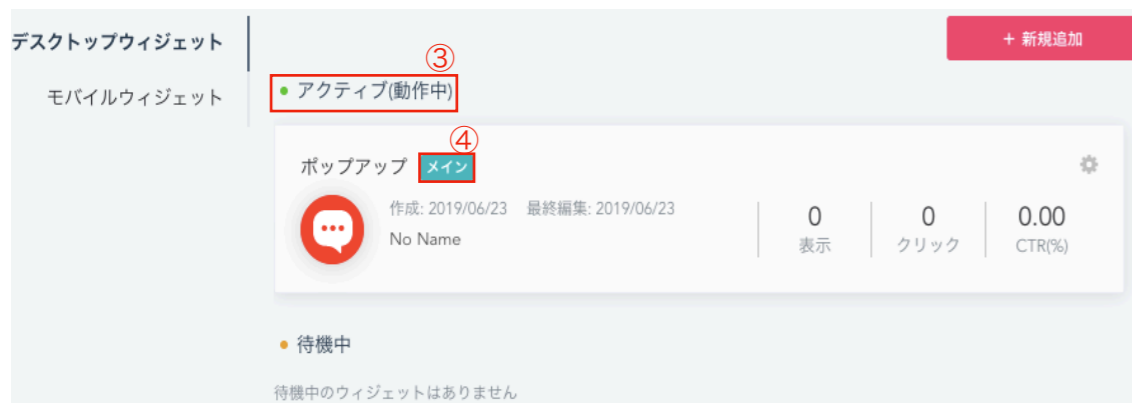 デスクトップウィジェット
モバイルウィジェット
+ 新規追加
③
アクティブ(動作中)
④
ポップアップ メイン
作成: 2019/06/23 最終編集: 2019/06/23
No Name
0
表示
0
クリック
0.00
CTR(%)
待機中
待機中のウィジェットはありません